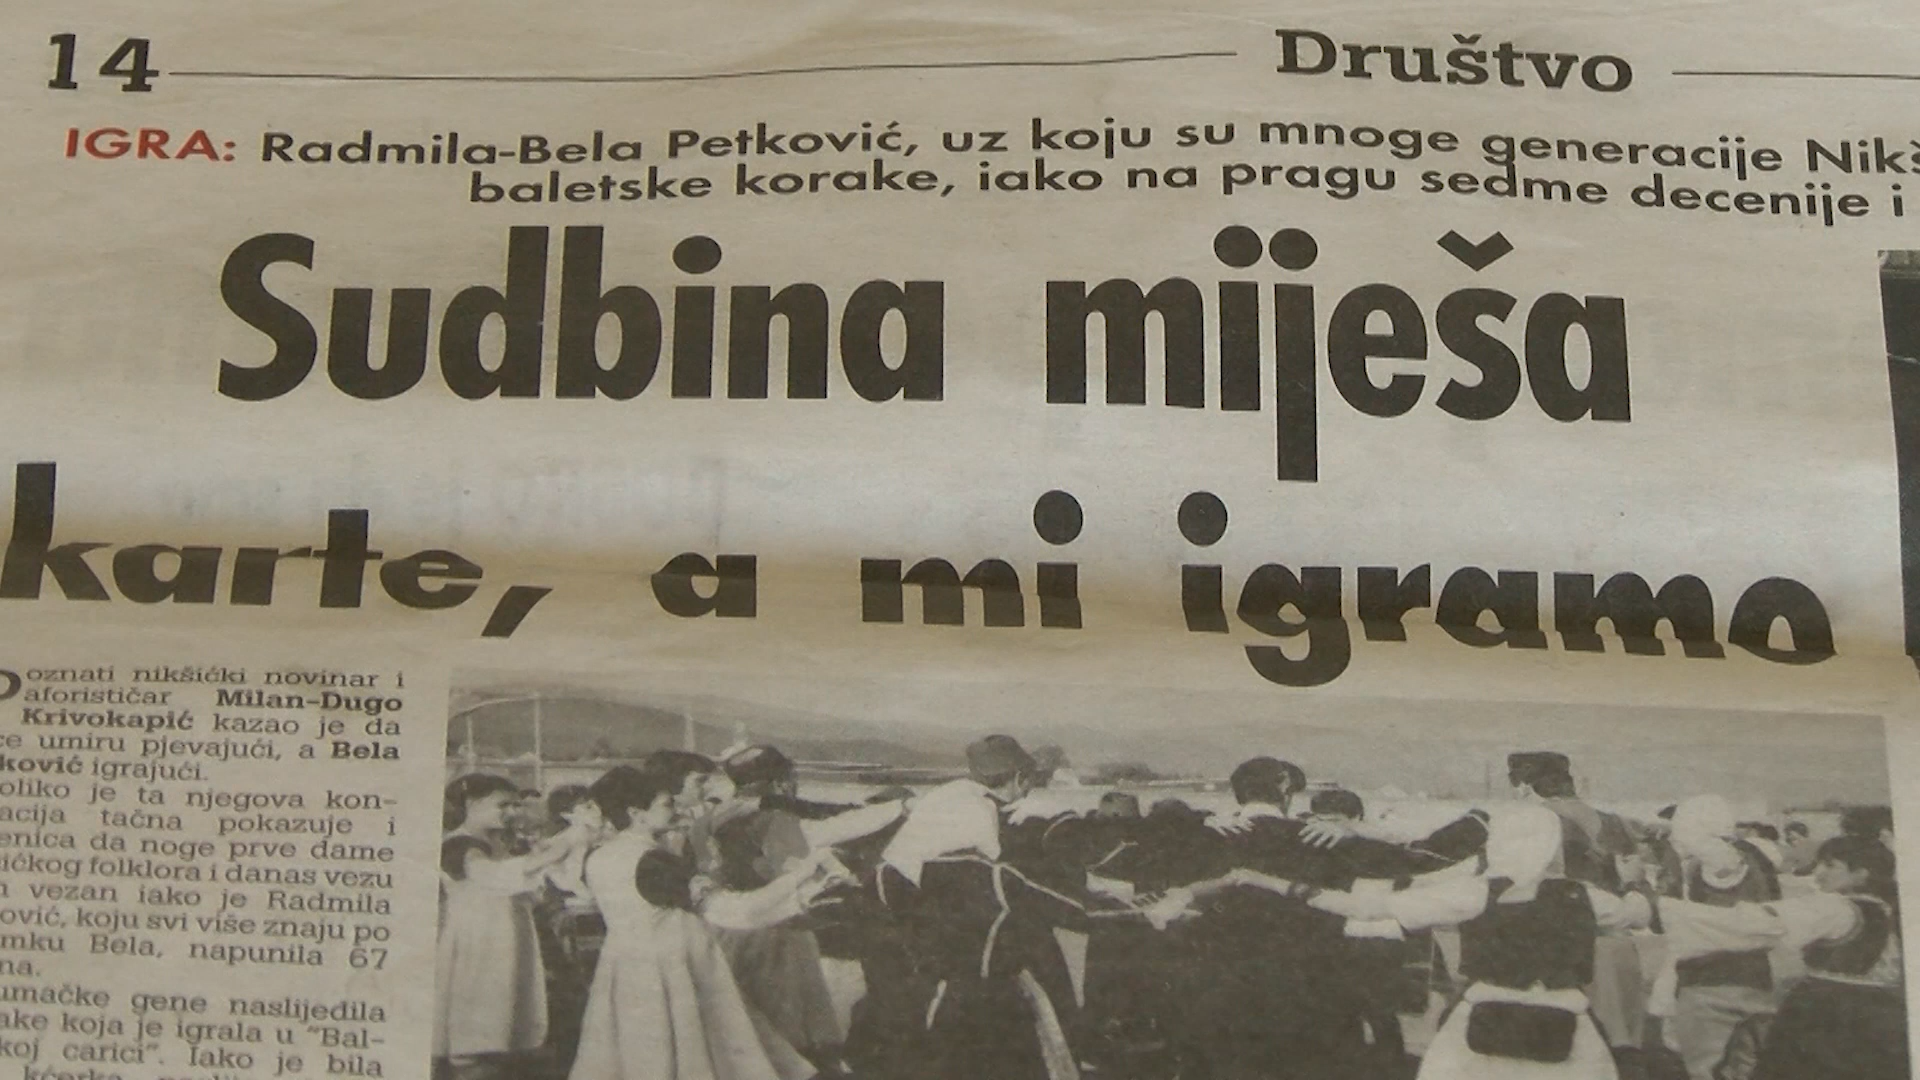 14
Društvo
IGRA: Radmila-Bela Petković, uz koju su mnoge generacije Nikš
baletske korake, iako na pragu sedme decenije i
Sudbina miješa
karte, a mi igramo
Poznati nikšićki novinar i
aforističar Milan-Dugo
Krivokapić kazao je da
će umiru pjevajući, a Bela
ković igrajući.
oliko je ta njegova kon-
acija tačna pokazuje i
enica da noge prve dame
ićkog folklora i danas vezu
n vezan iako je Radmila
ović, koju svi više znaju po
mku Bela, napunila 67
na.
umačke gene naslijedila
ake koja je igrala u "Bal-
koj carici". Iako je bila